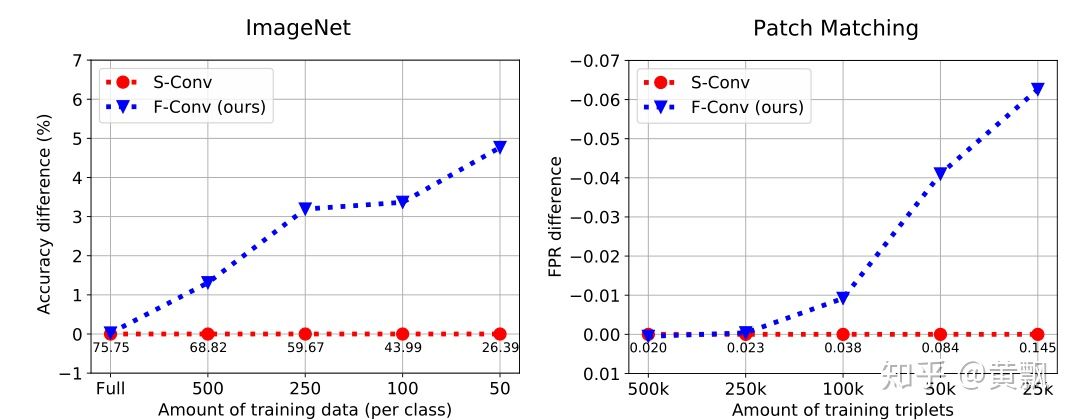 ImageNet
Accuracy difference (%)
7
6
5
4
3
2
1
0
−1
S-Conv
F-Conv (ours)
75.75 68.82 59.67 43.99 26.39
Full 500 250 100 50
Amount of training data (per class)
Patch Matching
FPR difference
−0.07
−0.06
−0.05
−0.04
−0.03
−0.02
−0.01
0.00
0.01
S-Conv
F-Conv (ours)
0.020 0.023 0.038 0.084 0.145
500k 250k 100k 50k 25k
Amount of training triplets
知乎 @黄飘